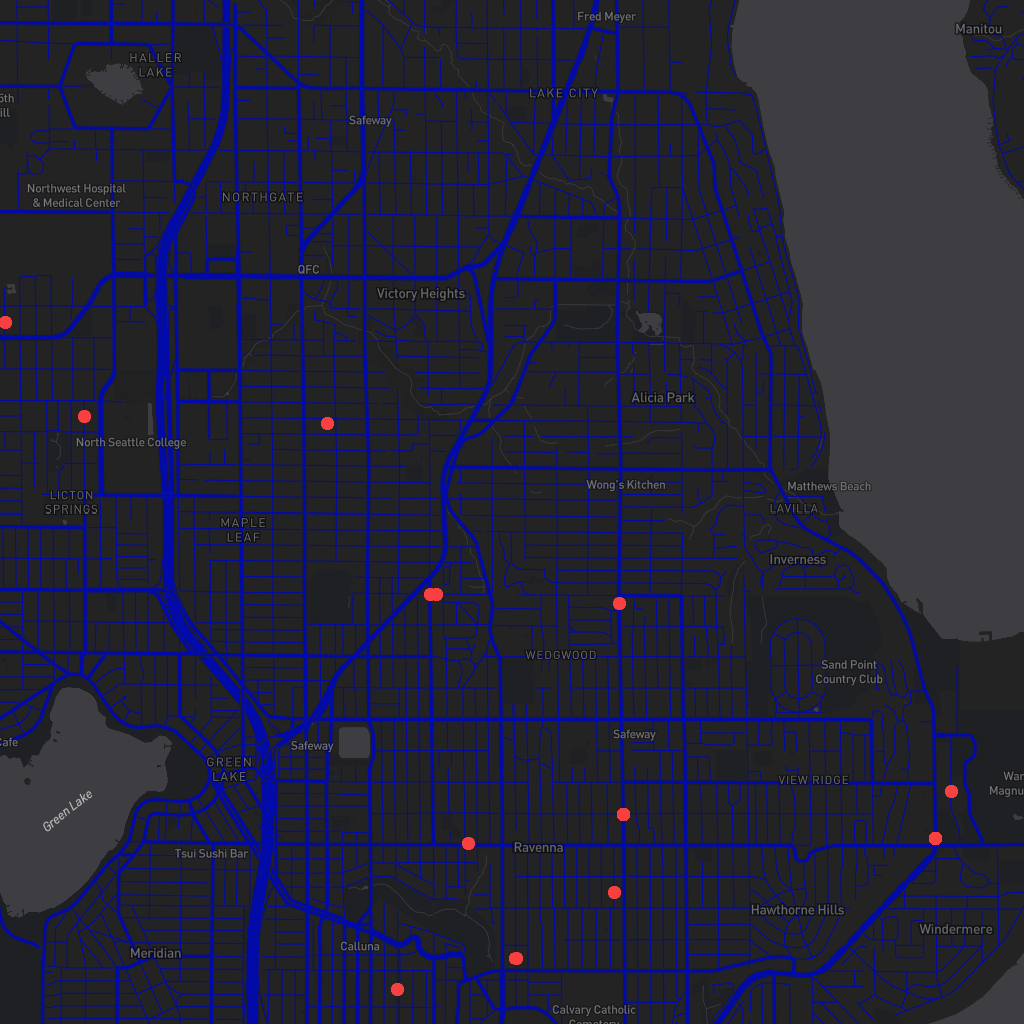 Fred Meyer
Manitou
HALLER
LAKE
LAKE CITY
5th
ill
Safeway
Northwest Hospital
& Medical Center
NORTHGATE
QFC
Victory Heights
Alicia Park
North Seattle College
Wong's Kitchen
Matthews Beach
LICTON
SPRINGS
LAVILLA
MAPLE
LEAF
Inverness
WEDGWOOD
Sand Point
Country Club
Cafe
Safeway
Safeway
GREEN
LAKE
VIEW RIDGE
War
Magnu
Green Lake
Tsui Sushi Bar
Ravenna
Hawthorne Hills
Windermere
Calluna
Meridian
Calvary Catholic
Cemetery